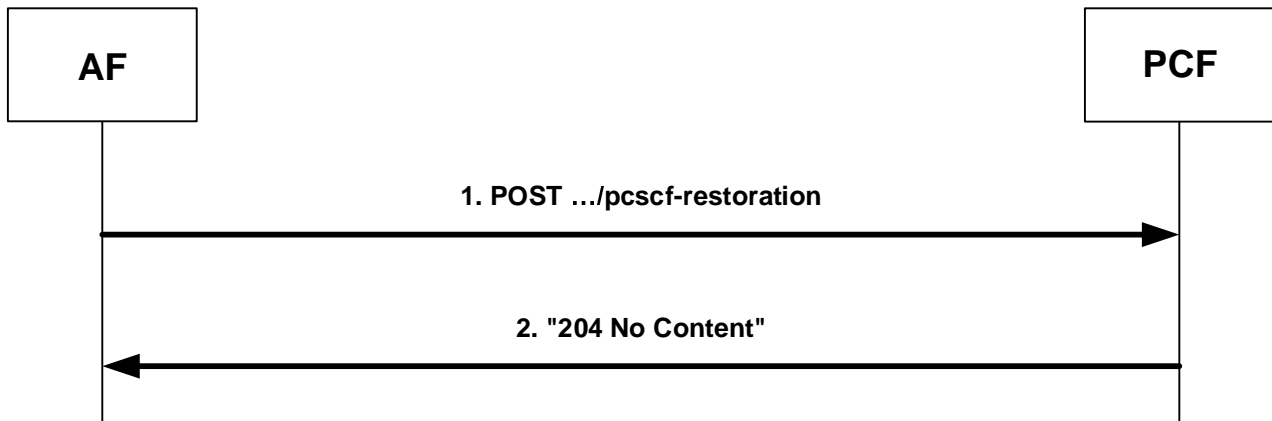 AF
PCF
1. POST …/pcscf-restoration
2. "204 No Content"